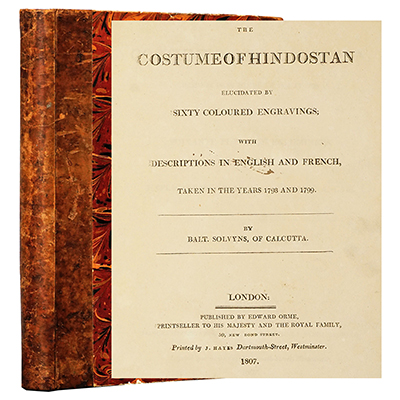 THE
COSTUME OF HINDOSTAN
ELUCIDATED BY
SIXTY COLOURED ENGRAVINGS;
WITH
DESCRIPTIONS IN ENGLISH AND FRENCH,
TAKEN IN THE YEARS 1798 AND 1799.
BY
BALT. SOLVYNS, OF CALCUTTA.
LONDON:
PUBLISHED BY EDWARD ORME,
PRINTSELLER TO HIS MAJESTY AND THE ROYAL FAMILY,
59, NEW BOND STREET.
Printed by J. HAYES Dartmouth-Street, Westminster.
1807.